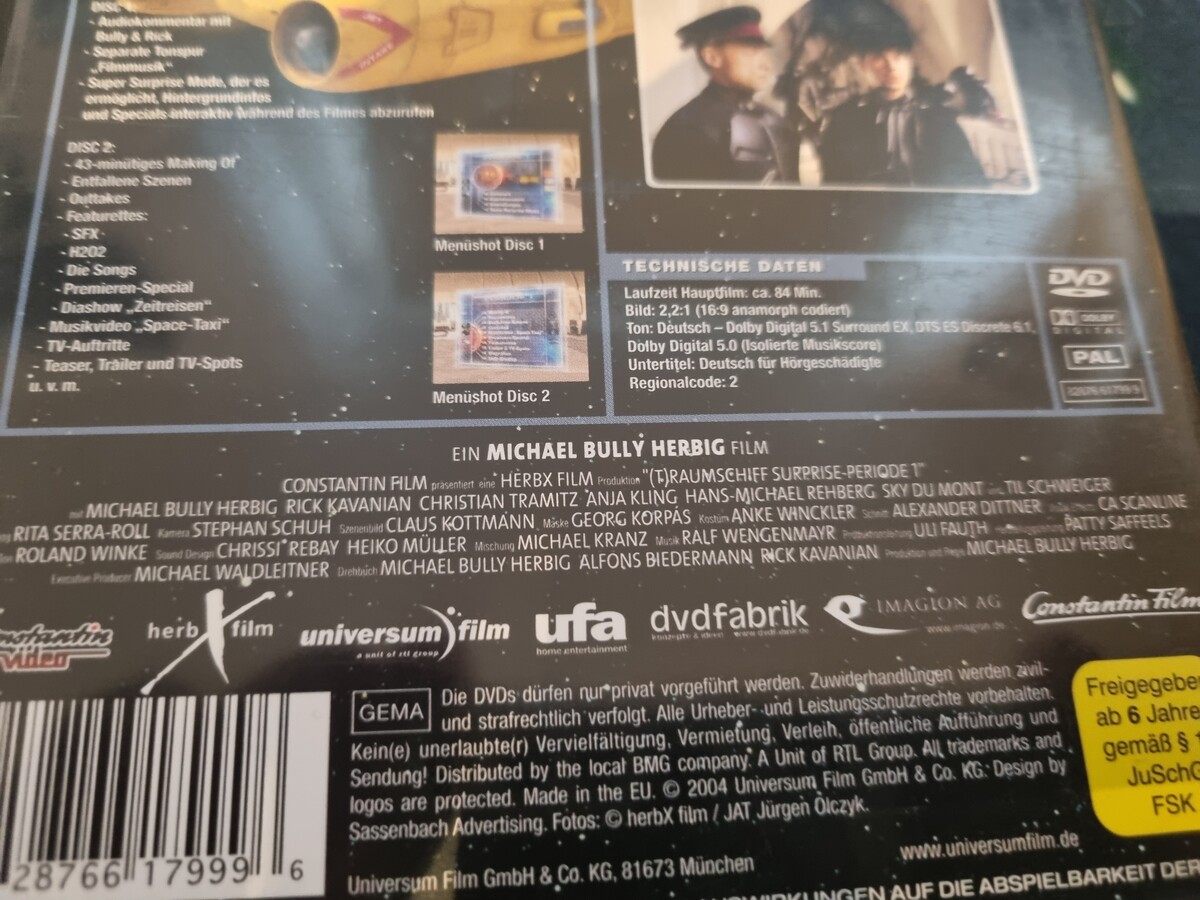 DISC 1:
- Audiokommentar mit
Bully & Rick
- Separate Tonspur
„Filmmusik“
- Super Surprise Mode, der es
ermöglicht, Hintergrundinfos
und Specials interaktiv während des Filmes abzurufen
DISC 2:
- 43-minütiges Making Of
- Entfallene Szenen
- Outtakes
- Featurettes:
- SFX
- H202
- Die Songs
- Premieren-Special
- Diashow „Zeitreisen“
- Musikvideo „Space-Taxi“
- TV-Auftritte
- Teaser, Trailer und TV-Spots
u. v. m.
Menüshot Disc 1
Menüshot Disc 2
TECHNISCHE DATEN
Laufzeit Hauptfilm: ca. 84 Min.
Bild: 2,2:1 (16:9 anamorph codiert)
Ton: Deutsch – Dolby Digital 5.1 Surround EX, DTS ES Discrete 6.1,
Dolby Digital 5.0 (Isolierte Musikscore)
Untertitel: Deutsch für Hörgeschädigte
Regionalcode: 2
DVD
DOLBY
DIGITAL
PAL
EIN MICHAEL BULLY HERBIG FILM
CONSTANTIN FILM präsentiert eine HERBX FILM Produktion "(T)RAUMSCHIFF SURPRISE-PERIODE 1"
mit MICHAEL BULLY HERBIG RICK KAVANIAN CHRISTIAN TRAMITZ ANJA KLING HANS-MICHAEL REHBERG SKY DU MONT und TIL SCHWEIGER
RITA SERRA-ROLL Kamera STEPHAN SCHUH Szenenbild CLAUS KOTTMANN Maske GEORG KORPÁS Kostüm ANKE WINCKLER Schnitt ALEXANDER DITTNER CA SCANLINE
ROLAND WINKE Sound Design CHRISSI REBAY HEIKO MÜLLER Mischung MICHAEL KRANZ Musik RALF WENGENMAYR ULI FAUTH PATTY SAFFEELS
Executive Producer MICHAEL WALDLEITNER Drehbuch MICHAEL BULLY HERBIG ALFONS BIEDERMANN RICK KAVANIAN Produktion und Regie MICHAEL BULLY HERBIG
video
herbX film
universum film
a unit of rtl group
ufa
home entertainment
dvdfabrik
IMAGION AG
www.imagion.de
Constantin Film
GEMA
Die DVDs dürfen nur privat vorgeführt werden. Zuwiderhandlungen werden zivil-
und strafrechtlich verfolgt. Alle Urheber- und Leistungsschutzrechte vorbehalten.
Kein(e) unerlaubte(r) Vervielfältigung, Vermietung, Verleih, öffentliche Aufführung und
Sendung! Distributed by the local BMG company. A Unit of RTL Group. All trademarks and
logos are protected. Made in the EU. © 2004 Universum Film GmbH & Co. KG. Design by
Sassenbach Advertising. Fotos: © herbX film / JAT Jürgen Olczyk.
Universum Film GmbH & Co. KG, 81673 München
www.universumfilm.de
Freigegeben
ab 6 Jahre
gemäß §
JuSchG
FSK
28766 17999 6
AUF DIE ABSPIELBARKEIT DER